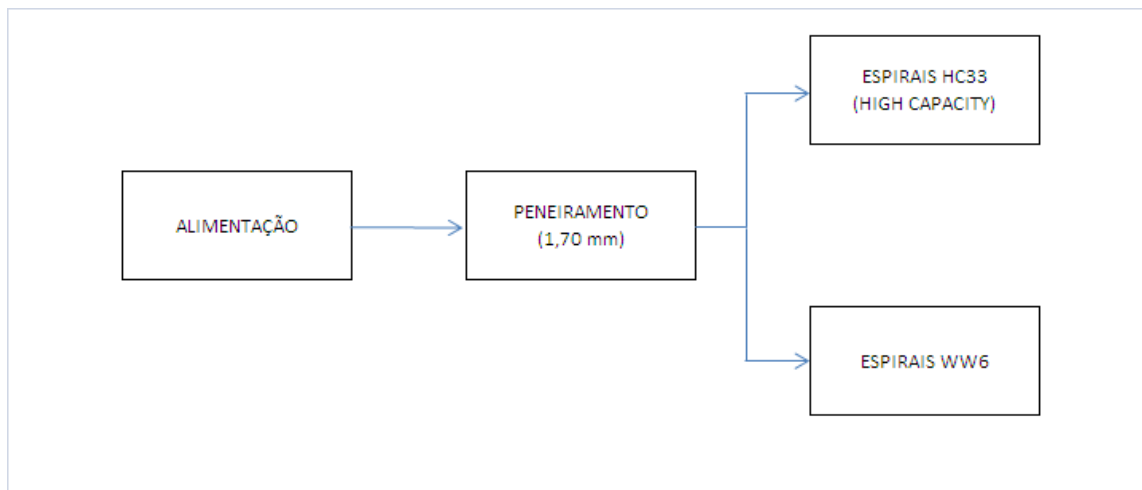 ESPIRAIS HC33
(HIGH CAPACITY)
ALIMENTAÇÃO
PENEIRAMENTO
(1,70 mm)
ESPIRAIS WW6